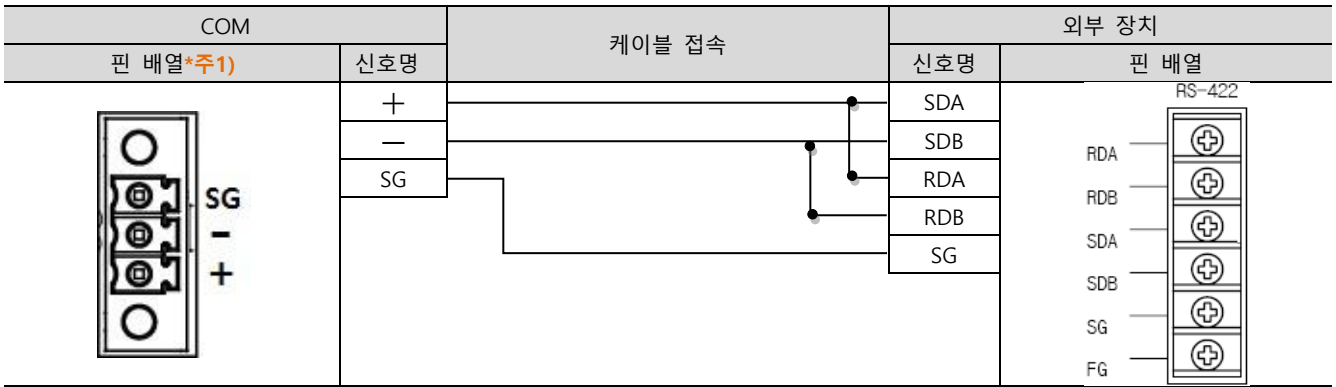 COM 케이블 접속 외부 장치
핀 배열*주1) 신호명 신호명 핀 배열
+ SDA
− SDB
SG RDA
RDB
SG
SG
−
+
RS-422
RDA
RDB
SDA
SDB
SG
FG